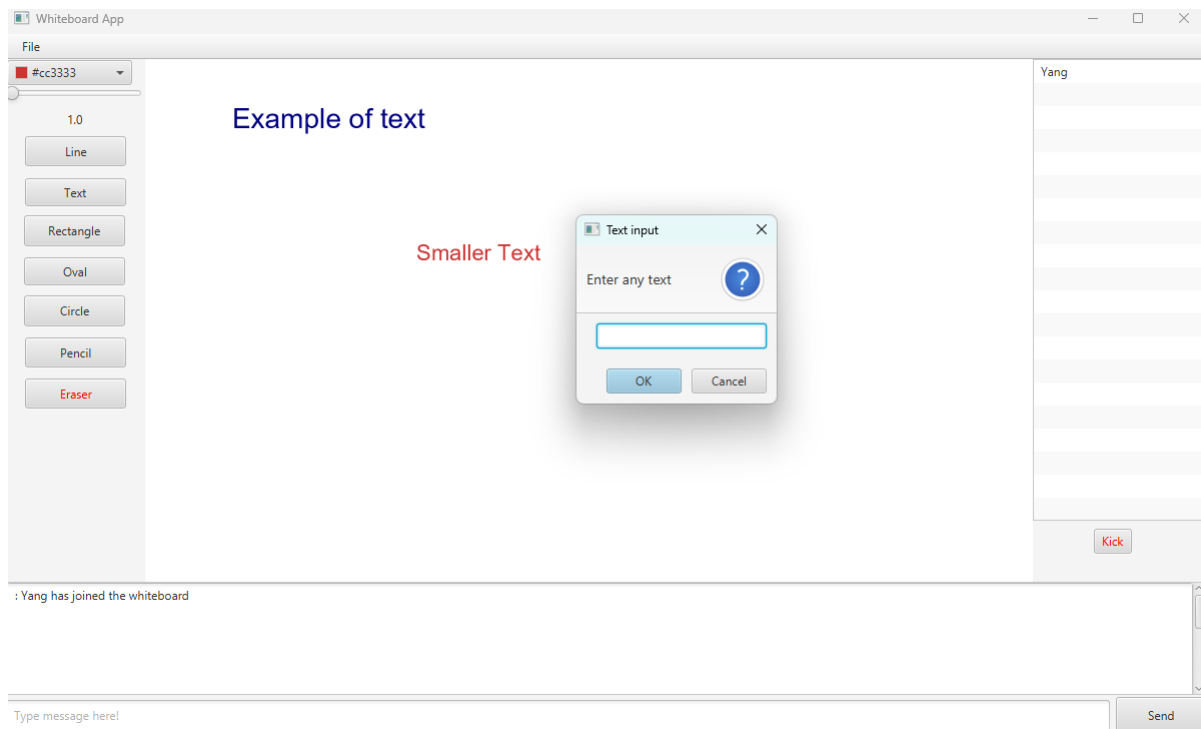 Whiteboard App
File
#cc3333
1.0
Line
Text
Rectangle
Oval
Circle
Pencil
Eraser
Example of text
Smaller Text
Text input
Enter any text
?
OK Cancel
Yang
Kick
: Yang has joined the whiteboard
Type message here!
Send